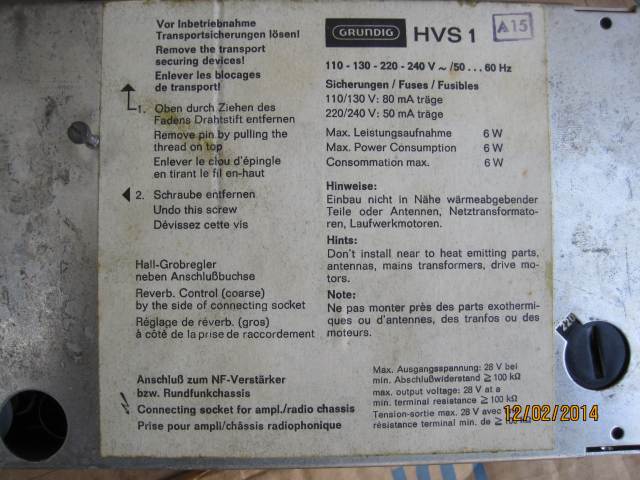 Vor Inbetriebnahme
Transportsicherungen lösen!
Remove the transport
securing devices!
Enlever les blocages
de transport!
1. Oben durch Ziehen des
Fadens Drahtstift entfernen
Remove pin by pulling the
thread on top
Enlever le clou d'épingle
en tirant le fil en-haut
2. Schraube entfernen
Undo this screw
Dévissez cette vis
Hall-Grobregler
neben Anschlußbuchse
Reverb. Control (coarse)
by the side of connecting socket
Réglage de réverb. (gros)
à côté de la prise de raccordement
Anschluß zum NF-Verstärker
bzw. Rundfunkchassis
Connecting socket for ampl./radio chassis
Prise pour ampli/châssis radiophonique
GRUNDIG HVS 1 A15
110 - 130 - 220 - 240 V ~ /50 . . . 60 Hz
Sicherungen / Fuses / Fusibles
110/130 V: 80 mA träge
220/240 V: 50 mA träge
Max. Leistungsaufnahme 6 W
Max. Power Consumption 6 W
Consommation max. 6 W
Hinweise:
Einbau nicht in Nähe wärmeabgebender
Teile oder Antennen, Netztransformato-
ren, Laufwerkmotoren.
Hints:
Don't install near to heat emitting parts,
antennas, mains transformers, drive mo-
tors.
Note:
Ne pas monter près des parts exothermi-
ques ou d'antennes, des tranfos ou des
moteurs.
Max. Ausgangsspannung: 28 V bei
min. Abschlußwiderstand ≧ 100 kΩ
max. output voltage: 28 V at a
min. terminal resistance ≧ 100 kΩ
Tension-sortie max. 28 V avec
résistance terminal min. de ≧ 100 kΩ
220
12/02/2014